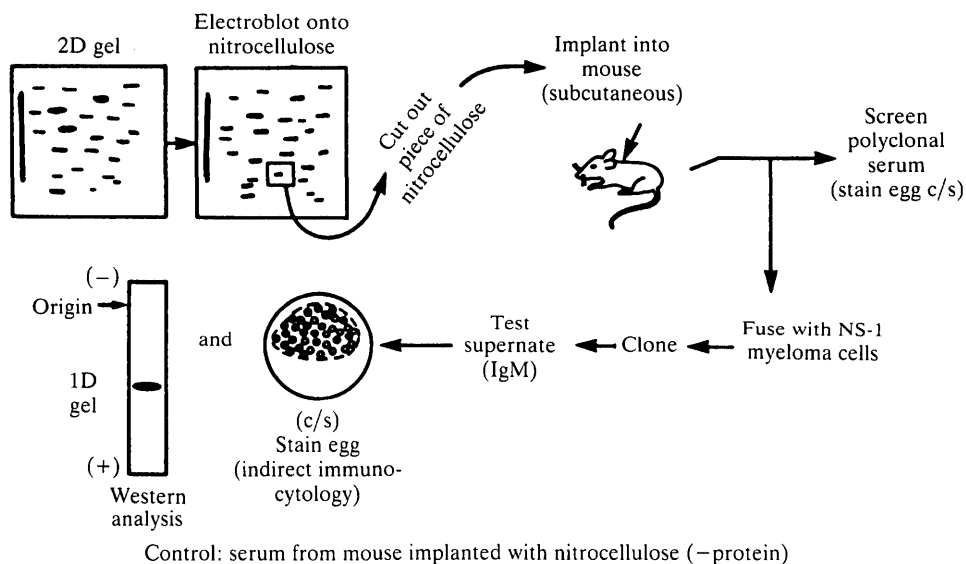 2D gel
Electroblot onto
nitrocellulose
Cut out
piece of
nitrocellulose
Implant into
mouse
(subcutaneous)
Screen
polyclonal
serum
(stain egg c/s)
Fuse with NS-1
myeloma cells
Clone
Test
supernate
(IgM)
(c/s)
Stain egg
(indirect immuno-
cytology)
and
(−)
Origin
1D
gel
(+)
Western
analysis
Control: serum from mouse implanted with nitrocellulose (−protein)